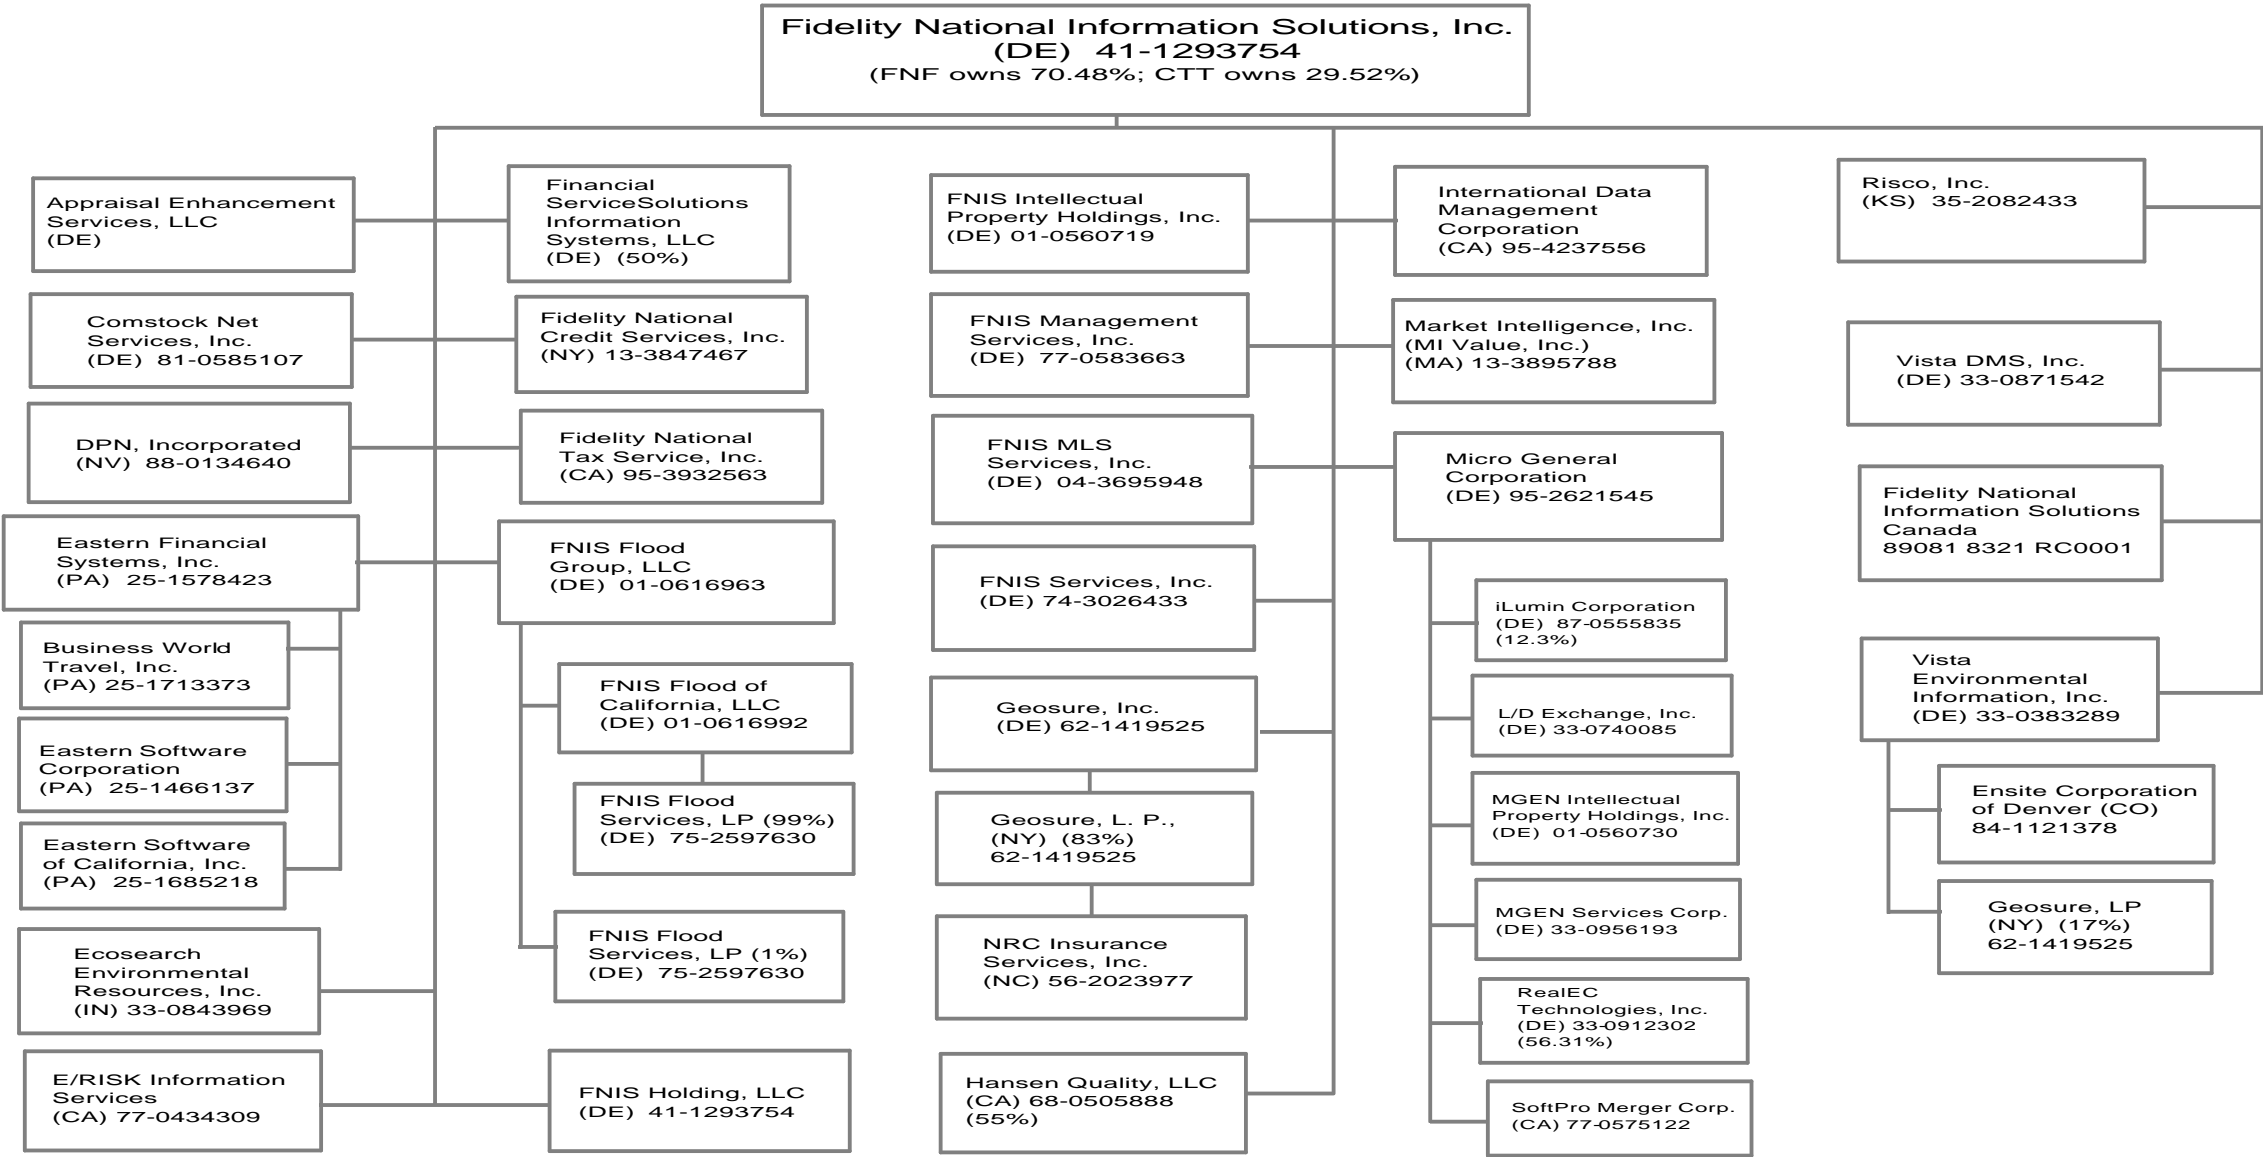 Fidelity National Information Solutions, Inc.
(DE) 41-1293754
(FNF owns 70.48%; CTT owns 29.52%)
Appraisal Enhancement
Services, LLC
(DE)
Financial
ServiceSolutions
Information
Systems, LLC
(DE) (50%)
Comstock Net
Services, Inc.
(DE) 81-0585107
Fidelity National
Credit Services, Inc.
(NY) 13-3847467
DPN, Incorporated
(NV) 88-0134640
Fidelity National
Tax Service, Inc.
(CA) 95-3932563
Eastern Financial
Systems, Inc.
(PA) 25-1578423
FNIS Flood
Group, LLC
(DE) 01-0616963
Business World
Travel, Inc.
(PA) 25-1713373
Eastern Software
Corporation
(PA) 25-1466137
Eastern Software
of California, Inc.
(PA) 25-1685218
FNIS Flood of
California, LLC
(DE) 01-0616992
FNIS Flood
Services, LP (99%)
(DE) 75-2597630
FNIS Flood
Services, LP (1%)
(DE) 75-2597630
Ecosearch
Environmental
Resources, Inc.
(IN) 33-0843969
E/RISK Information
Services
(CA) 77-0434309
FNIS Holding, LLC
(DE) 41-1293754
FNIS Intellectual
Property Holdings, Inc.
(DE) 01-0560719
International Data
Management
Corporation
(CA) 95-4237556
FNIS Management
Services, Inc.
(DE) 77-0583663
Market Intelligence, Inc.
(MI Value, Inc.)
(MA) 13-3895788
FNIS MLS
Services, Inc.
(DE) 04-3695948
Micro General
Corporation
(DE) 95-2621545
FNIS Services, Inc.
(DE) 74-3026433
Geosure, Inc.
(DE) 62-1419525
Geosure, L. P.,
(NY) (83%)
62-1419525
NRC Insurance
Services, Inc.
(NC) 56-2023977
Hansen Quality, LLC
(CA) 68-0505888
(55%)
iLumin Corporation
(DE) 87-0555835
(12.3%)
L/D Exchange, Inc.
(DE) 33-0740085
MGEN Intellectual
Property Holdings, Inc.
(DE) 01-0560730
MGEN Services Corp.
(DE) 33-0956193
RealEC
Technologies, Inc.
(DE) 33-0912302
(56.31%)
SoftPro Merger Corp.
(CA) 77-0575122
Risco, Inc.
(KS) 35-2082433
Vista DMS, Inc.
(DE) 33-0871542
Fidelity National
Information Solutions
Canada
89081 8321 RC0001
Vista
Environmental
Information, Inc.
(DE) 33-0383289
Ensite Corporation
of Denver (CO)
84-1121378
Geosure, LP
(NY) (17%)
62-1419525